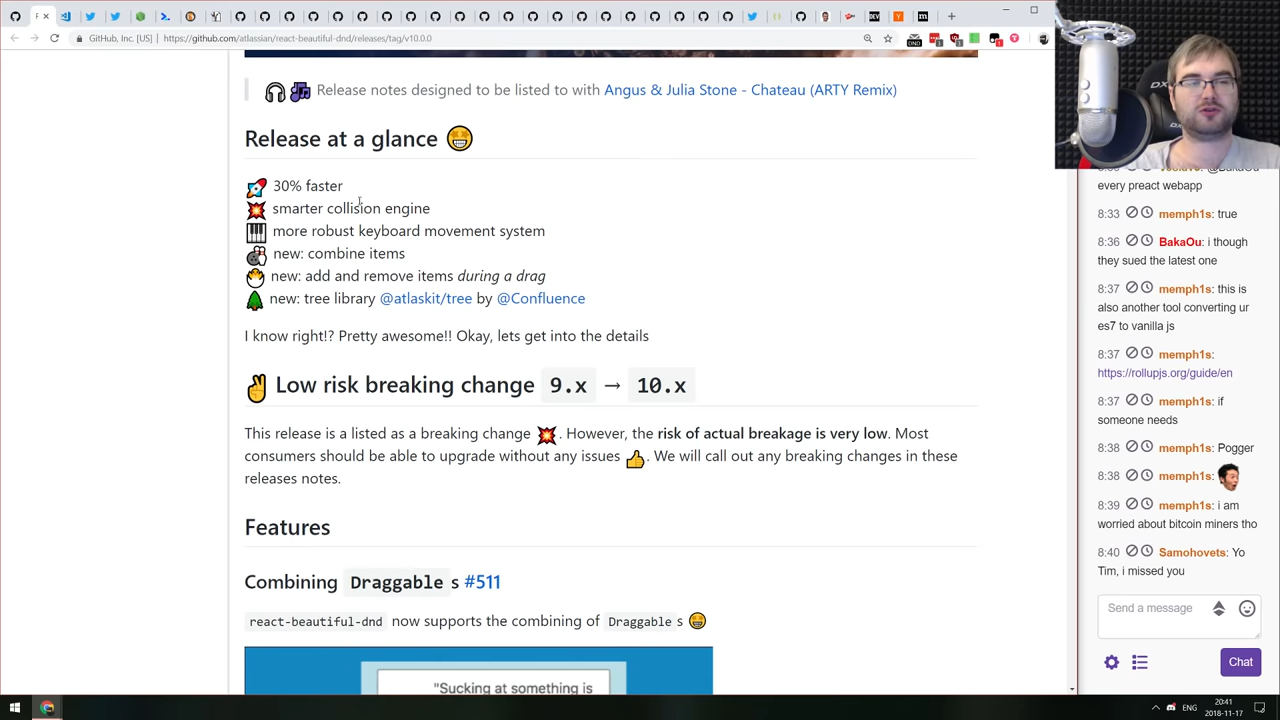 GitHub, Inc. [US] | https://github.com/atlassian/react-beautiful-dnd/releases/tag/v10.0.0
Release notes designed to be listed to with Angus & Julia Stone - Chateau (ARTY Remix)
Release at a glance
30% faster
smarter collision engine
more robust keyboard movement system
new: combine items
new: add and remove items during a drag
new: tree library @atlaskit/tree by @Confluence
I know right!? Pretty awesome!! Okay, lets get into the details
Low risk breaking change 9.x → 10.x
This release is a listed as a breaking change . However, the risk of actual breakage is very low. Most
consumers should be able to upgrade without any issues . We will call out any breaking changes in these
releases notes.
Features
Combining Draggable s #511
react-beautiful-dnd now supports the combining of Draggable s
"Sucking at something is
every preact webapp
8:33 memph1s: true
8:36 BakaOu: i though
they sued the latest one
8:37 memph1s: this is
also another tool converting ur
es7 to vanilla js
8:37 memph1s:
https://rollupjs.org/guide/en
8:37 memph1s: if
someone needs
8:38 memph1s: Pogger
8:38 memph1s:
8:39 memph1s: i am
worried about bitcoin miners tho
8:40 Samohovets: Yo
Tim, i missed you
Send a message
Chat
ENG
20:41
2018-11-17